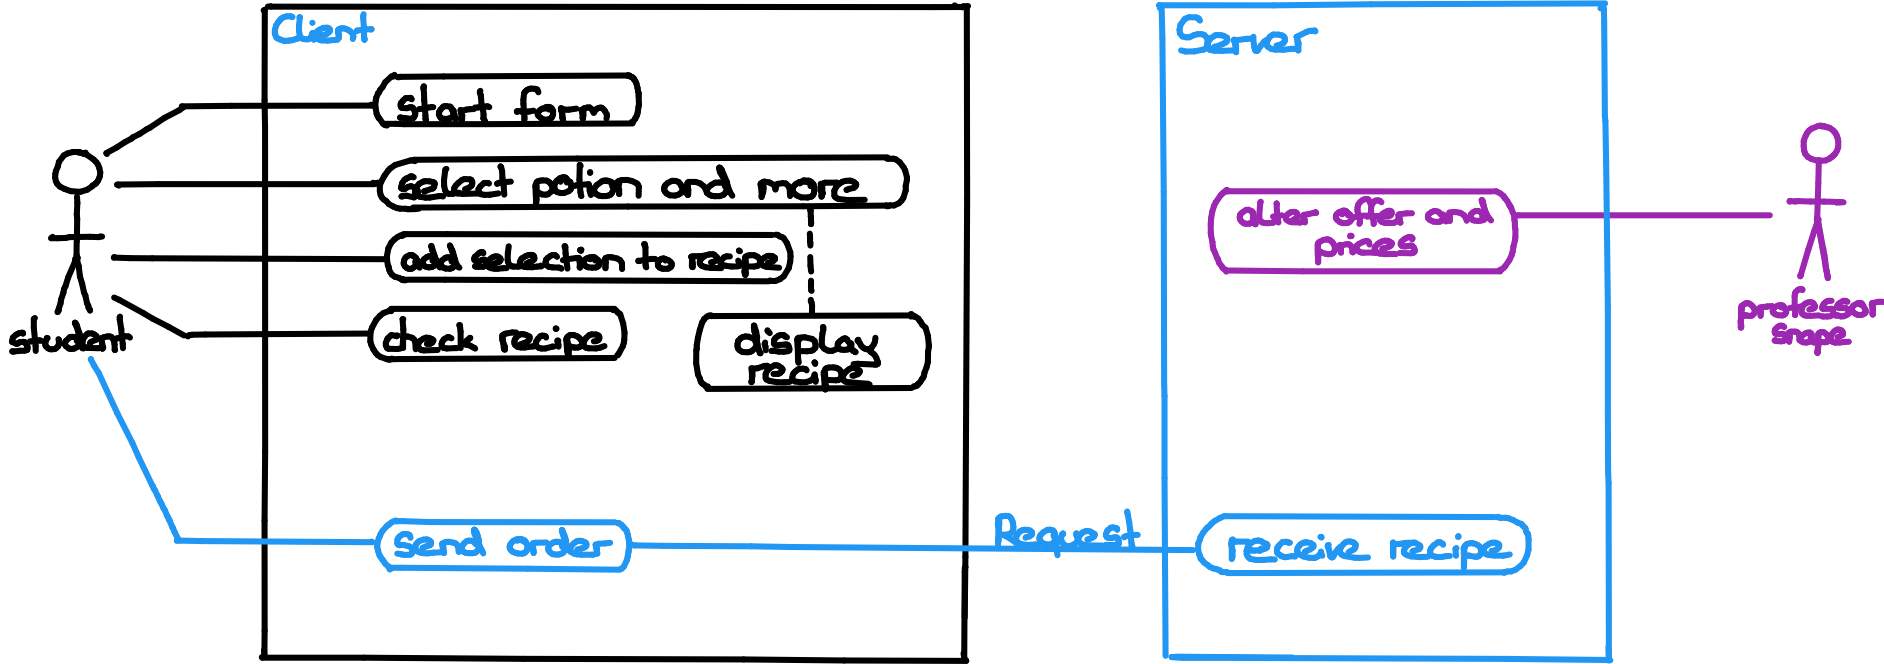 Client
Server
start form
select potion and more
add selection to recipe
check recipe
display
recipe
student
alter offer and
prices
professor
snape
send order
Request
receive recipe